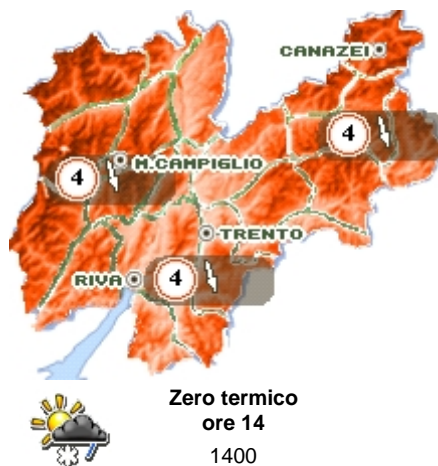 CANAZEI
4
4
M.CAMPIGLIO
TRENTO
RIVA
4
Zero termico
ore 14
1400